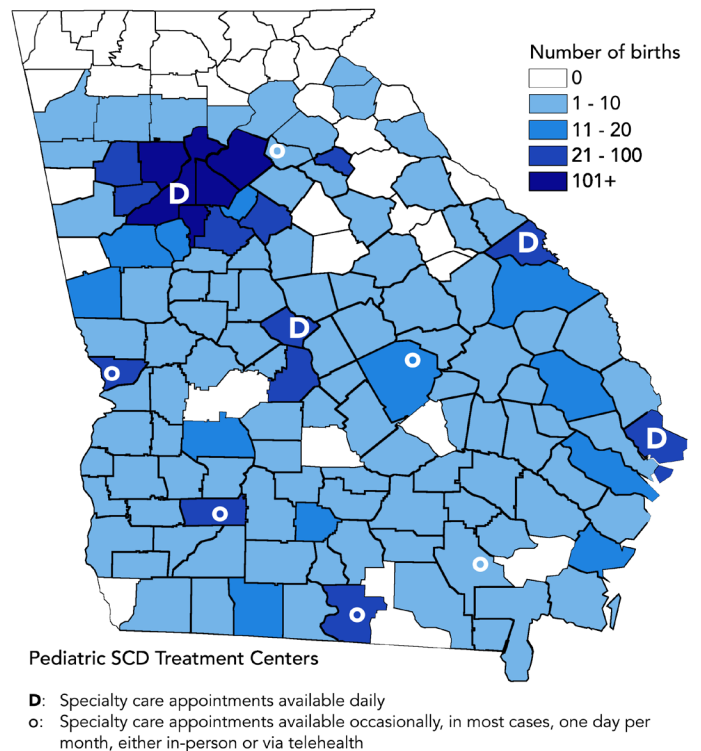 Number of births
0
1 - 10
11 - 20
21 - 100
101+
O
D
D
D
O
O
D
O
O
O
Pediatric SCD Treatment Centers
D: Specialty care appointments available daily
o: Specialty care appointments available occasionally, in most cases, one day per
month, either in-person or via telehealth